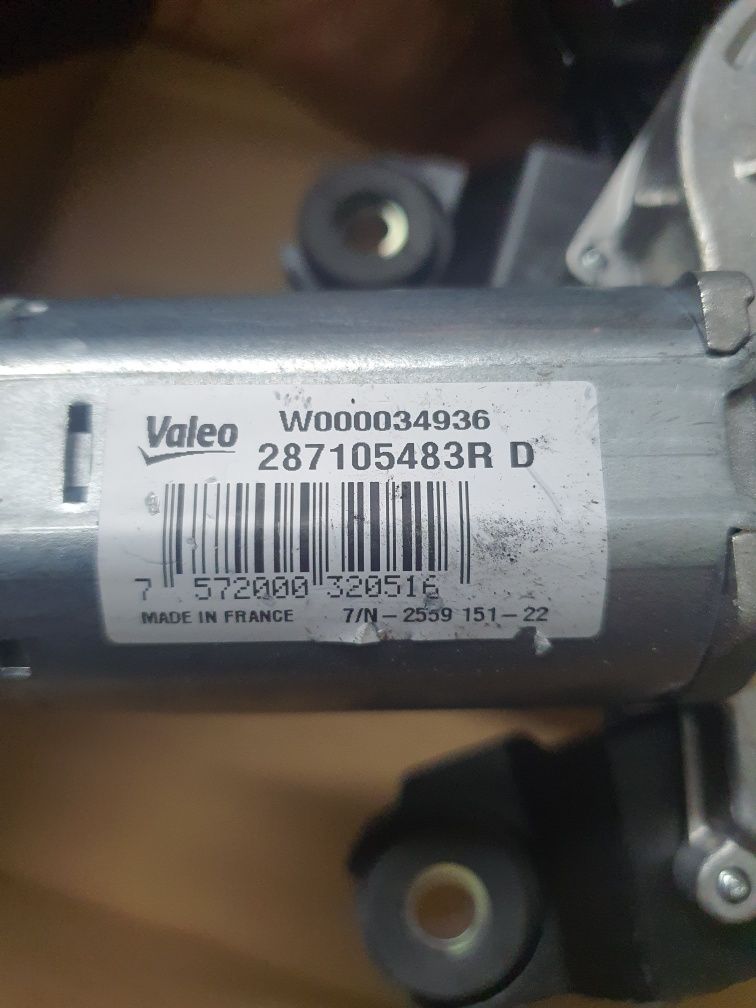 W000034936
Valeo
287105483R D
7 572000 320516
MADE IN FRANCE 7/N-2559 151-22